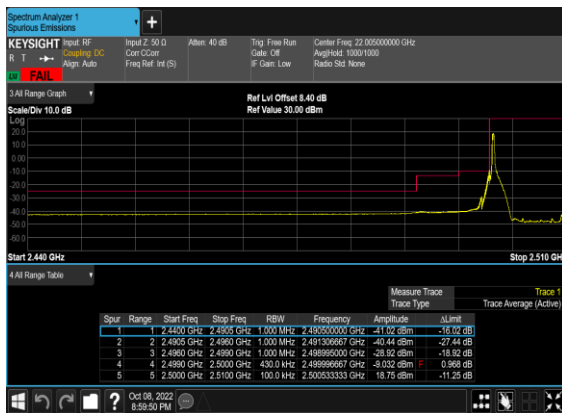 Spectrum Analyzer 1
Spurious Emissions
KEYSIGHT Input: RF Input Z: 50 Ω Atten: 40 dB Trig: Free Run Center Freq: 22.005000000 GHz
R T Coupling: DC Corr CCorr Gate: Off Avg|Hold: 1000/1000
Align: Auto Freq Ref: Int (S) IF Gain: Low Radio Std: None
FAIL
3 All Range Graph
Ref Lvl Offset 8.40 dB
Scale/Div 10.0 dB Ref Value 30.00 dBm
Log
20.0
10.0
0.00
-10.0
-20.0
-30.0
-40.0
-50.0
-60.0
Start 2.440 GHz Stop 2.510 GH
4 All Range Table
Measure Trace Trace 1
Trace Type Trace Average (Active)
Spur Range Start Freq Stop Freq RBW Frequency Amplitude ΔLimit
1 1 2.4400 GHz 2.4905 GHz 1.000 MHz 2.490500000 GHz -41.02 dBm -16.02 dB
2 2 2.4905 GHz 2.4960 GHz 1.000 MHz 2.491306667 GHz -40.44 dBm -27.44 dB
3 3 2.4960 GHz 2.4990 GHz 1.000 MHz 2.498995000 GHz -28.92 dBm -18.92 dB
4 4 2.4990 GHz 2.5000 GHz 430.0 kHz 2.499996667 GHz -9.032 dBm F 0.968 dB
5 5 2.5000 GHz 2.5100 GHz 100.0 kHz 2.500533333 GHz 18.75 dBm -11.25 dB
Oct 08, 2022
8:59:50 PM